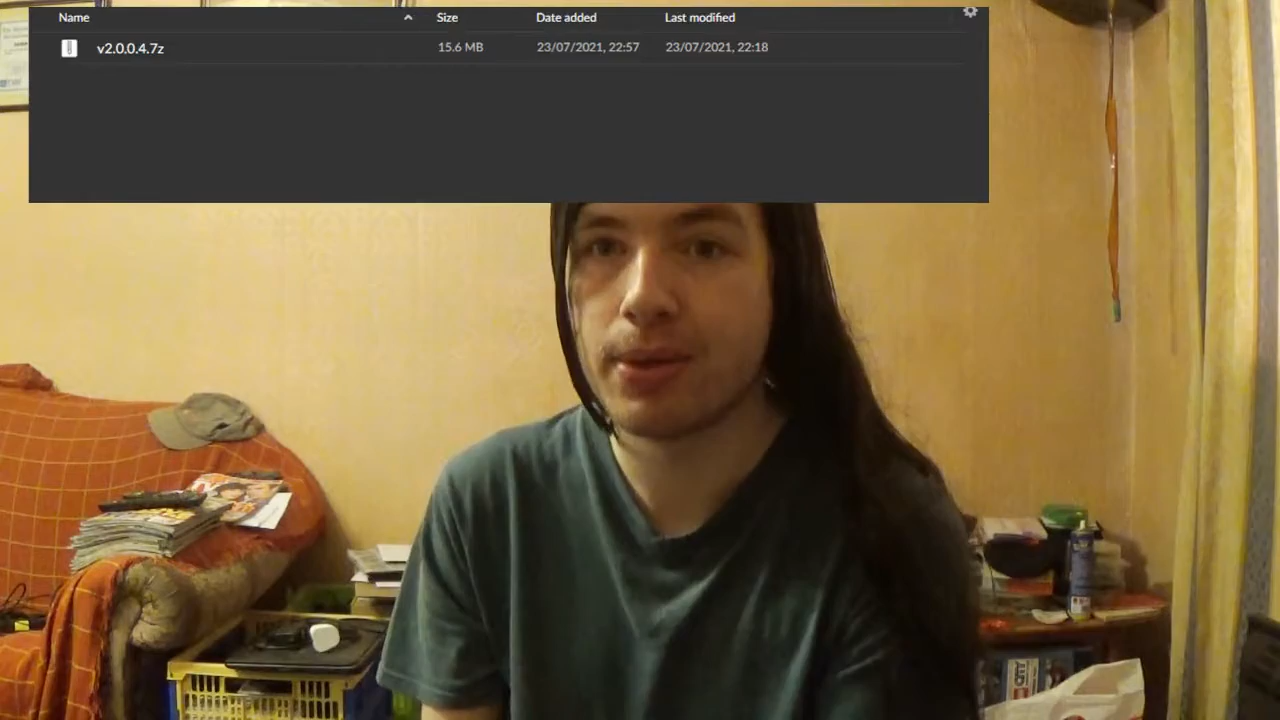 Name Size Date added Last modified
v2.0.0.4.7z 15.6 MB 23/07/2021, 22:57 23/07/2021, 22:18